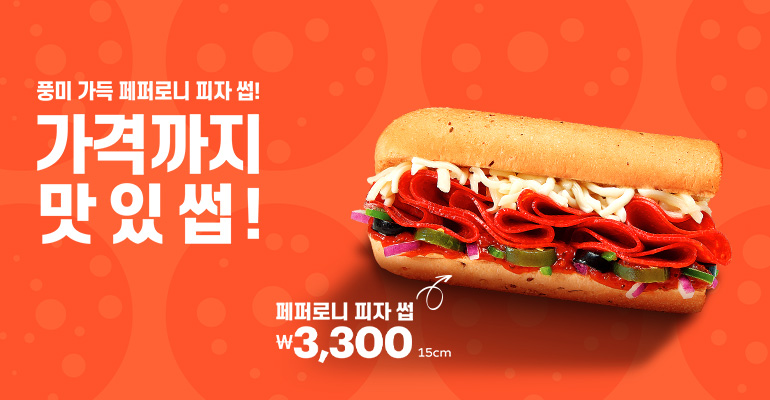 풍미 가득 페퍼로니 피자 썹!
가격까지
맛 있 썹 !
페퍼로니 피자 썹
₩3,300 15cm